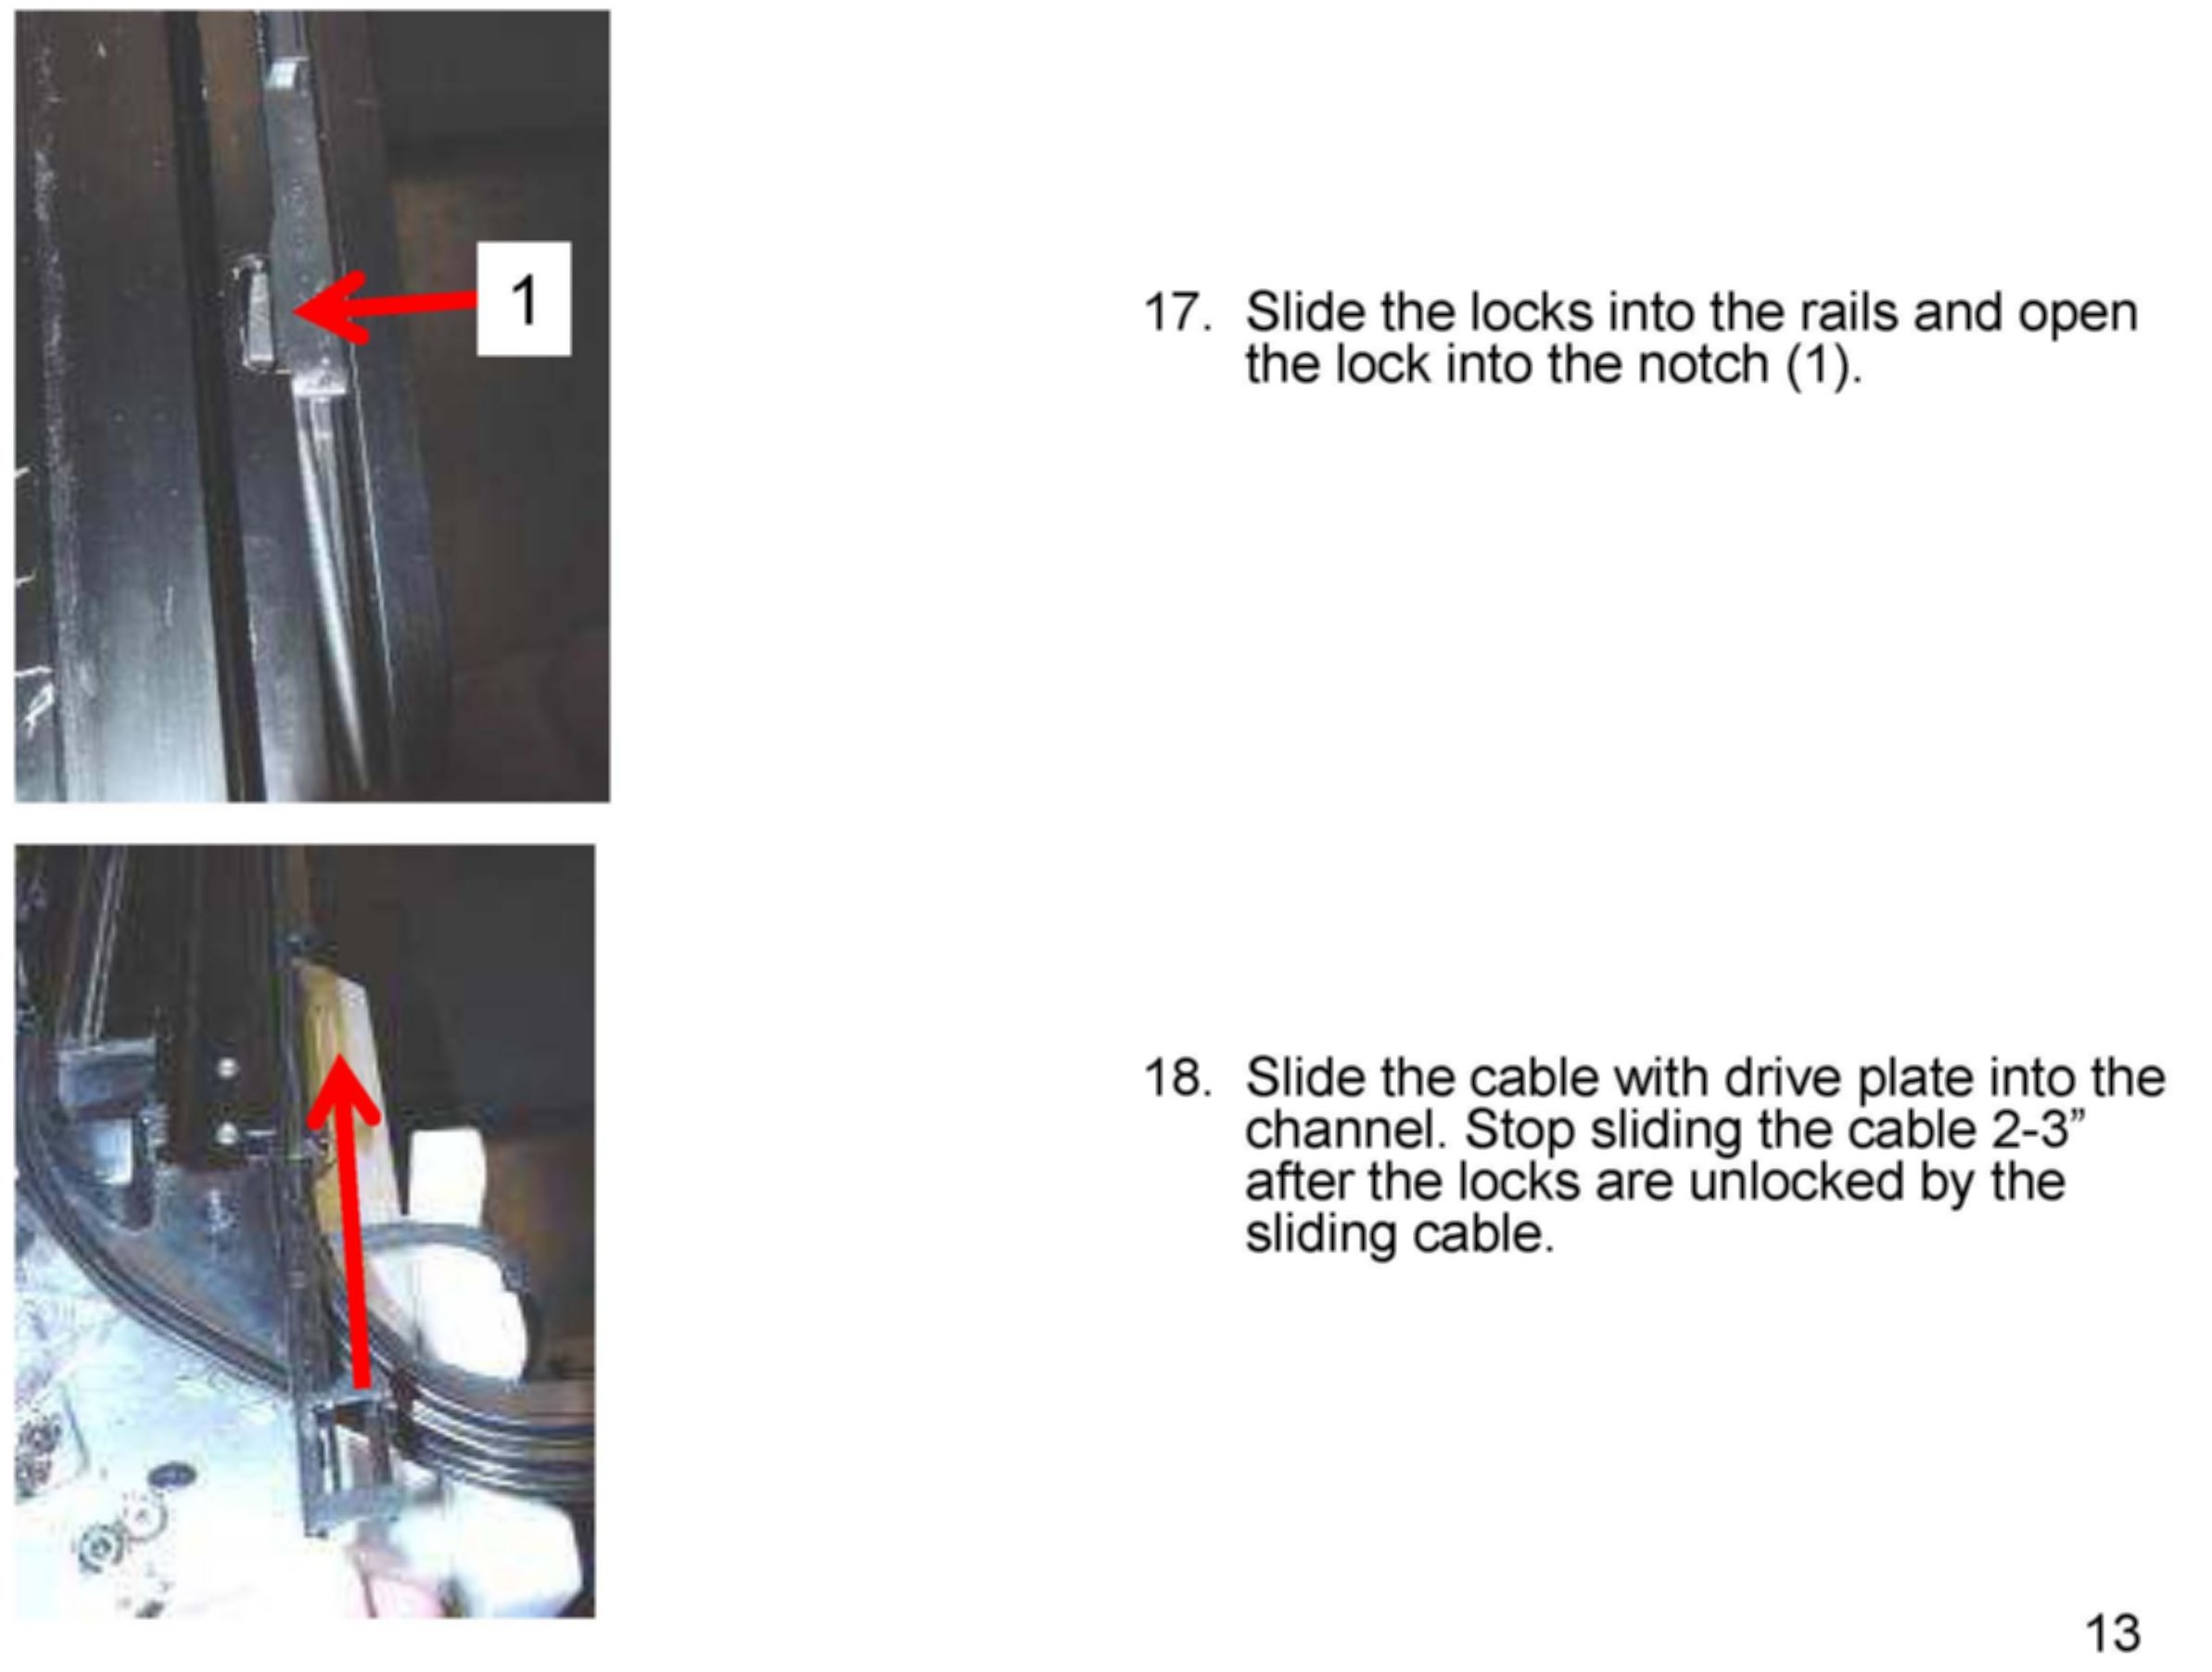 1
17. Slide the locks into the rails and open
the lock into the notch (1).
18. Slide the cable with drive plate into the
channel. Stop sliding the cable 2-3”
after the locks are unlocked by the
sliding cable.
13